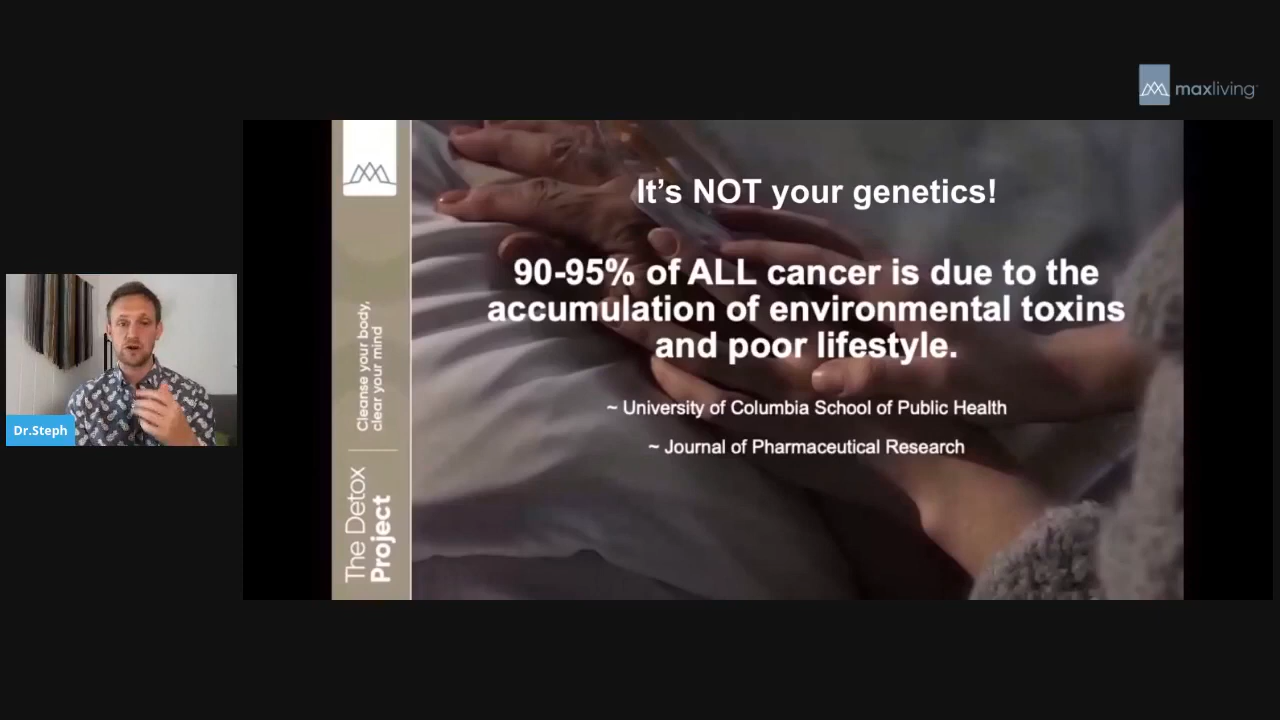 maxliving
It's NOT your genetics!
90-95% of ALL cancer is due to the
accumulation of environmental toxins
and poor lifestyle.
~ University of Columbia School of Public Health
~ Journal of Pharmaceutical Research
Cleanse your body,
clear your mind
The Detox
Project
Dr.Steph